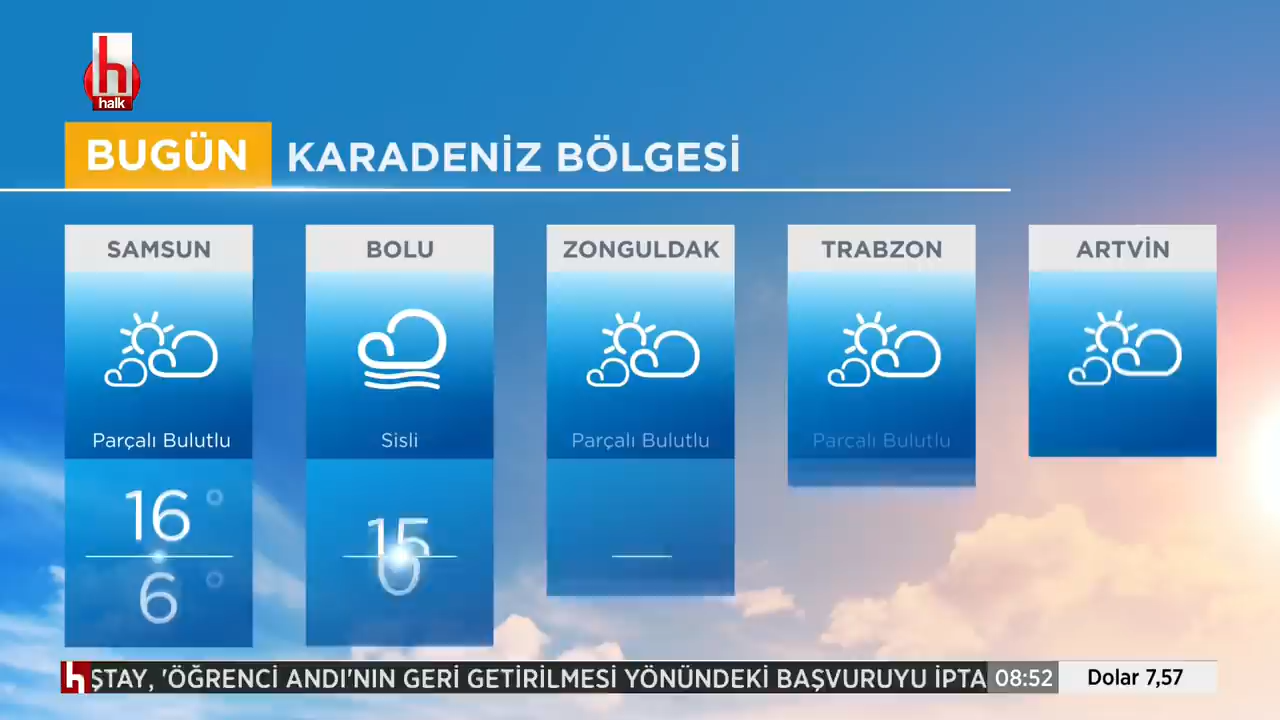 h
halk
BUGÜN KARADENİZ BÖLGESİ
SAMSUN
Parçalı Bulutlu
16°
6°
BOLU
Sisli
15
ZONGULDAK
Parçalı Bulutlu
TRABZON
Parçalı Bulutlu
ARTVİN
h ŞTAY, 'ÖĞRENCİ ANDI'NIN GERİ GETİRİLMESİ YÖNÜNDEKİ BAŞVURUYU İPTA 08:52 Dolar 7,57